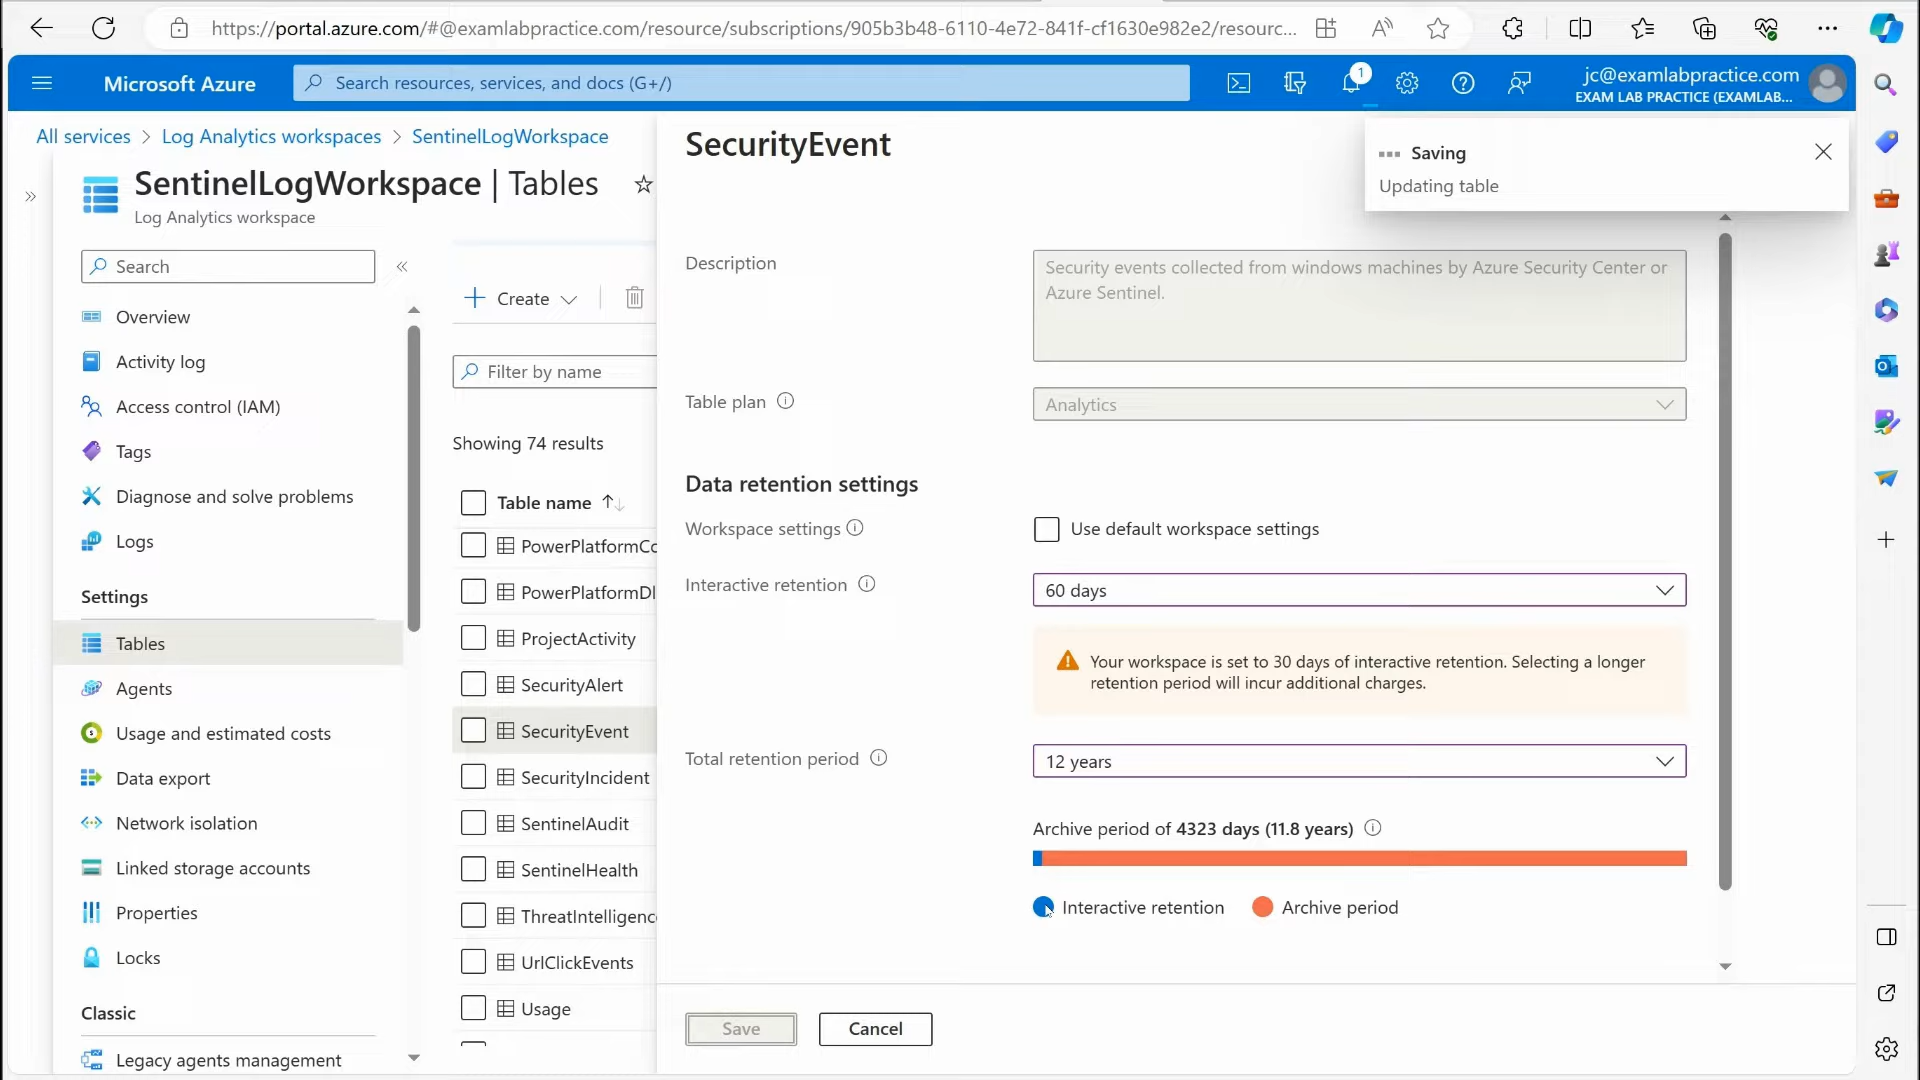 https://portal.azure.com/#@examlabpractice.com/resource/subscriptions/905b3b48-6110-4e72-841f-cf1630e982e2/resourc...
Microsoft Azure
Search resources, services, and docs (G+/)
1
jc@examlabpractice.com
EXAM LAB PRACTICE (EXAMLAB...
All services > Log Analytics workspaces > SentinelLogWorkspace
SentinelLogWorkspace | Tables
Log Analytics workspace
Search
Overview
Activity log
Access control (IAM)
Tags
Diagnose and solve problems
Logs
Settings
Tables
Agents
Usage and estimated costs
Data export
Network isolation
Linked storage accounts
Properties
Locks
Classic
Legacy agents management
Create
Filter by name
Showing 74 results
Table name
PowerPlatformCo
PowerPlatformDl
ProjectActivity
SecurityAlert
SecurityEvent
SecurityIncident
SentinelAudit
SentinelHealth
ThreatIntelligenc
UrlClickEvents
Usage
SecurityEvent
Saving
Updating table
Description
Security events collected from windows machines by Azure Security Center or
Azure Sentinel.
Table plan
Analytics
Data retention settings
Workspace settings
Use default workspace settings
Interactive retention
60 days
Your workspace is set to 30 days of interactive retention. Selecting a longer
retention period will incur additional charges.
Total retention period
12 years
Archive period of 4323 days (11.8 years)
Interactive retention
Archive period
Save
Cancel